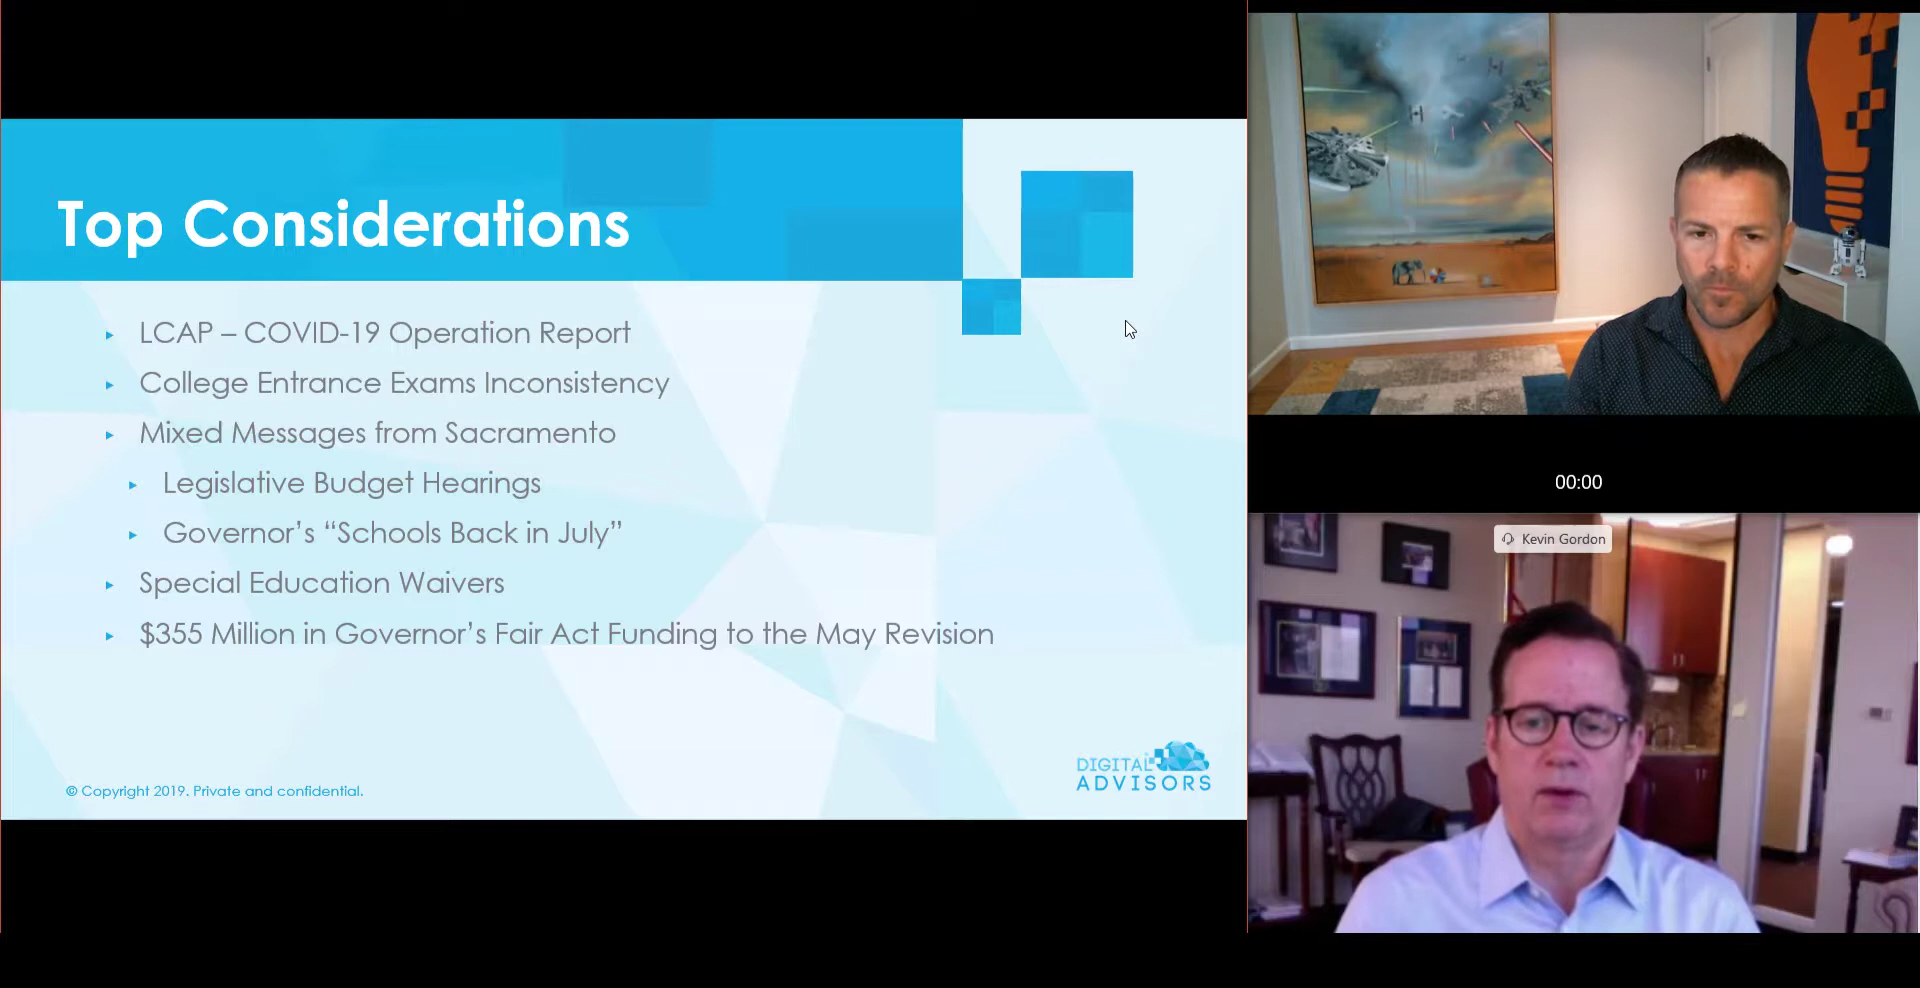 Top Considerations
LCAP – COVID-19 Operation Report
College Entrance Exams Inconsistency
Mixed Messages from Sacramento
Legislative Budget Hearings
Governor’s “Schools Back in July”
Special Education Waivers
$355 Million in Governor’s Fair Act Funding to the May Revision
© Copyright 2019. Private and confidential.
DIGITAL
ADVISORS
00:00
Kevin Gordon